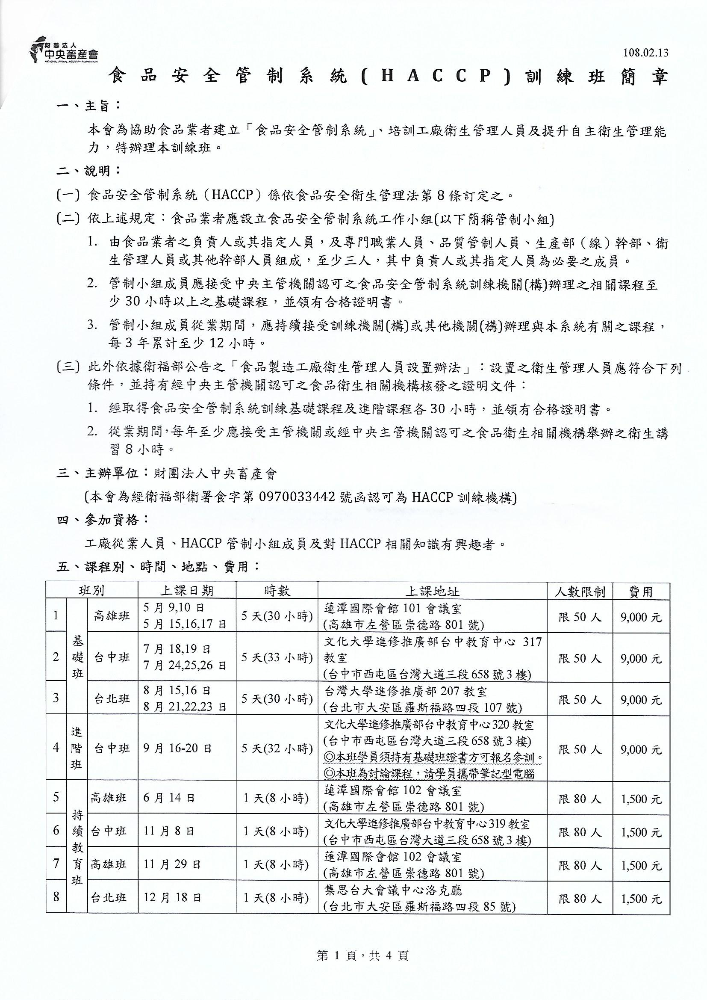 財團法人
中央畜產會
NATIONAL ANIMAL INDUSTRY FOUNDATION
108.02.13
食品安全管制系統(HACCP)訓練班簡章
一、主旨：
本會為協助食品業者建立「食品安全管制系統」、培訓工廠衛生管理人員及提升自主衛生管理能
力，特辦理本訓練班。
二、說明：
(一) 食品安全管制系統（HACCP）係依食品安全衛生管理法第 8 條訂定之。
(二) 依上述規定：食品業者應設立食品安全管制系統工作小組(以下簡稱管制小組)
1. 由食品業者之負責人或其指定人員，及專門職業人員、品質管制人員、生產部（線）幹部、衛
生管理人員或其他幹部人員組成，至少三人，其中負責人或其指定人員為必要之成員。
2. 管制小組成員應接受中央主管機關認可之食品安全管制系統訓練機關(構)辦理之相關課程至
少 30 小時以上之基礎課程，並領有合格證明書。
3. 管制小組成員從業期間，應持續接受訓練機關(構)或其他機關(構)辦理與本系統有關之課程，
每 3 年累計至少 12 小時。
(三) 此外依據衛福部公告之「食品製造工廠衛生管理人員設置辦法」：設置之衛生管理人員應符合下列
條件，並持有經中央主管機關認可之食品衛生相關機構核發之證明文件：
1. 經取得食品安全管制系統訓練基礎課程及進階課程各 30 小時，並領有合格證明書。
2. 從業期間，每年至少應接受主管機關或經中央主管機關認可之食品衛生相關機構舉辦之衛生講
習 8 小時。
三、主辦單位：財團法人中央畜產會
(本會為經衛福部衛署食字第 0970033442 號函認可為 HACCP 訓練機構)
四、參加資格：
工廠從業人員、HACCP 管制小組成員及對 HACCP 相關知識有興趣者。
五、課程別、時間、地點、費用：
班別 上課日期 時數 上課地址 人數限制 費用
基礎班
1 高雄班 5 月 9,10 日 5 天(30 小時) 蓮潭國際會館 101 會議室 限 50 人 9,000 元
5 月 15,16,17 日 (高雄市左營區崇德路 801 號)
2 台中班 7 月 18,19 日 5 天(33 小時) 文化大學進修推廣部台中教育中心 317 限 50 人 9,000 元
7 月 24,25,26 日 教室
(台中市西屯區台灣大道三段 658 號 3 樓)
3 台北班 8 月 15,16 日 5 天(30 小時) 台灣大學進修推廣部 207 教室 限 50 人 9,000 元
8 月 21,22,23 日 (台北市大安區羅斯福路四段 107 號)
進階班
4 台中班 9 月 16-20 日 5 天(32 小時) 文化大學進修推廣部台中教育中心 320 教室 限 50 人 9,000 元
(台中市西屯區台灣大道三段 658 號 3 樓)
◎本班學員須持有基礎班證書方可報名參訓。
◎本班為討論課程，請學員攜帶筆記型電腦
持續教育班
5 高雄班 6 月 14 日 1 天(8 小時) 蓮潭國際會館 102 會議室 限 80 人 1,500 元
(高雄市左營區崇德路 801 號)
6 台中班 11 月 8 日 1 天(8 小時) 文化大學進修推廣部台中教育中心 319 教室 限 80 人 1,500 元
(台中市西屯區台灣大道三段 658 號 3 樓)
7 高雄班 11 月 29 日 1 天(8 小時) 蓮潭國際會館 102 會議室 限 80 人 1,500 元
(高雄市左營區崇德路 801 號)
8 台北班 12 月 18 日 1 天(8 小時) 集思台大會議中心洛克廳 限 80 人 1,500 元
(台北市大安區羅斯福路四段 85 號)
第 1 頁，共 4 頁